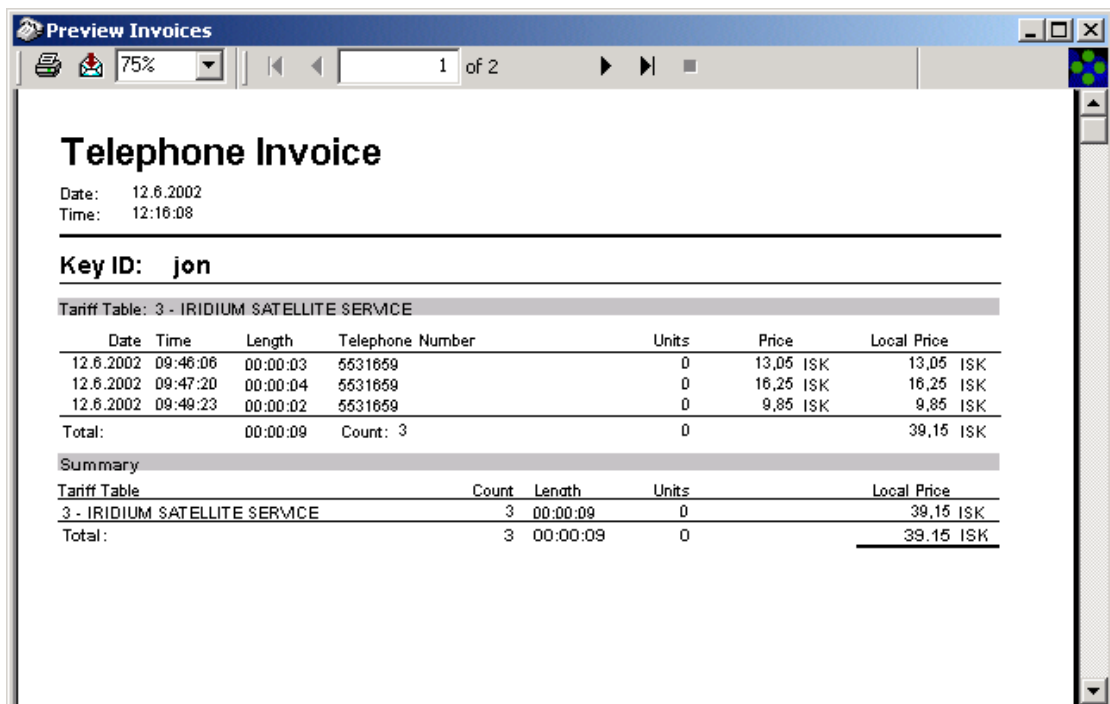 Preview Invoices
75% 1 of 2
Telephone Invoice
Date: 12.6.2002
Time: 12:16:08
Key ID: jon
Tariff Table: 3 - IRIDIUM SATELLITE SERVICE
Date Time Length Telephone Number Units Price Local Price
12.6.2002 09:46:06 00:00:03 5531659 0 13,05 ISK 13,05 ISK
12.6.2002 09:47:20 00:00:04 5531659 0 16,25 ISK 16,25 ISK
12.6.2002 09:49:23 00:00:02 5531659 0 9,85 ISK 9,85 ISK
Total: 00:00:09 Count: 3 0 39,15 ISK
Summary
Tariff Table Count Length Units Local Price
3 - IRIDIUM SATELLITE SERVICE 3 00:00:09 0 39,15 ISK
Total: 3 00:00:09 0 39.15 ISK